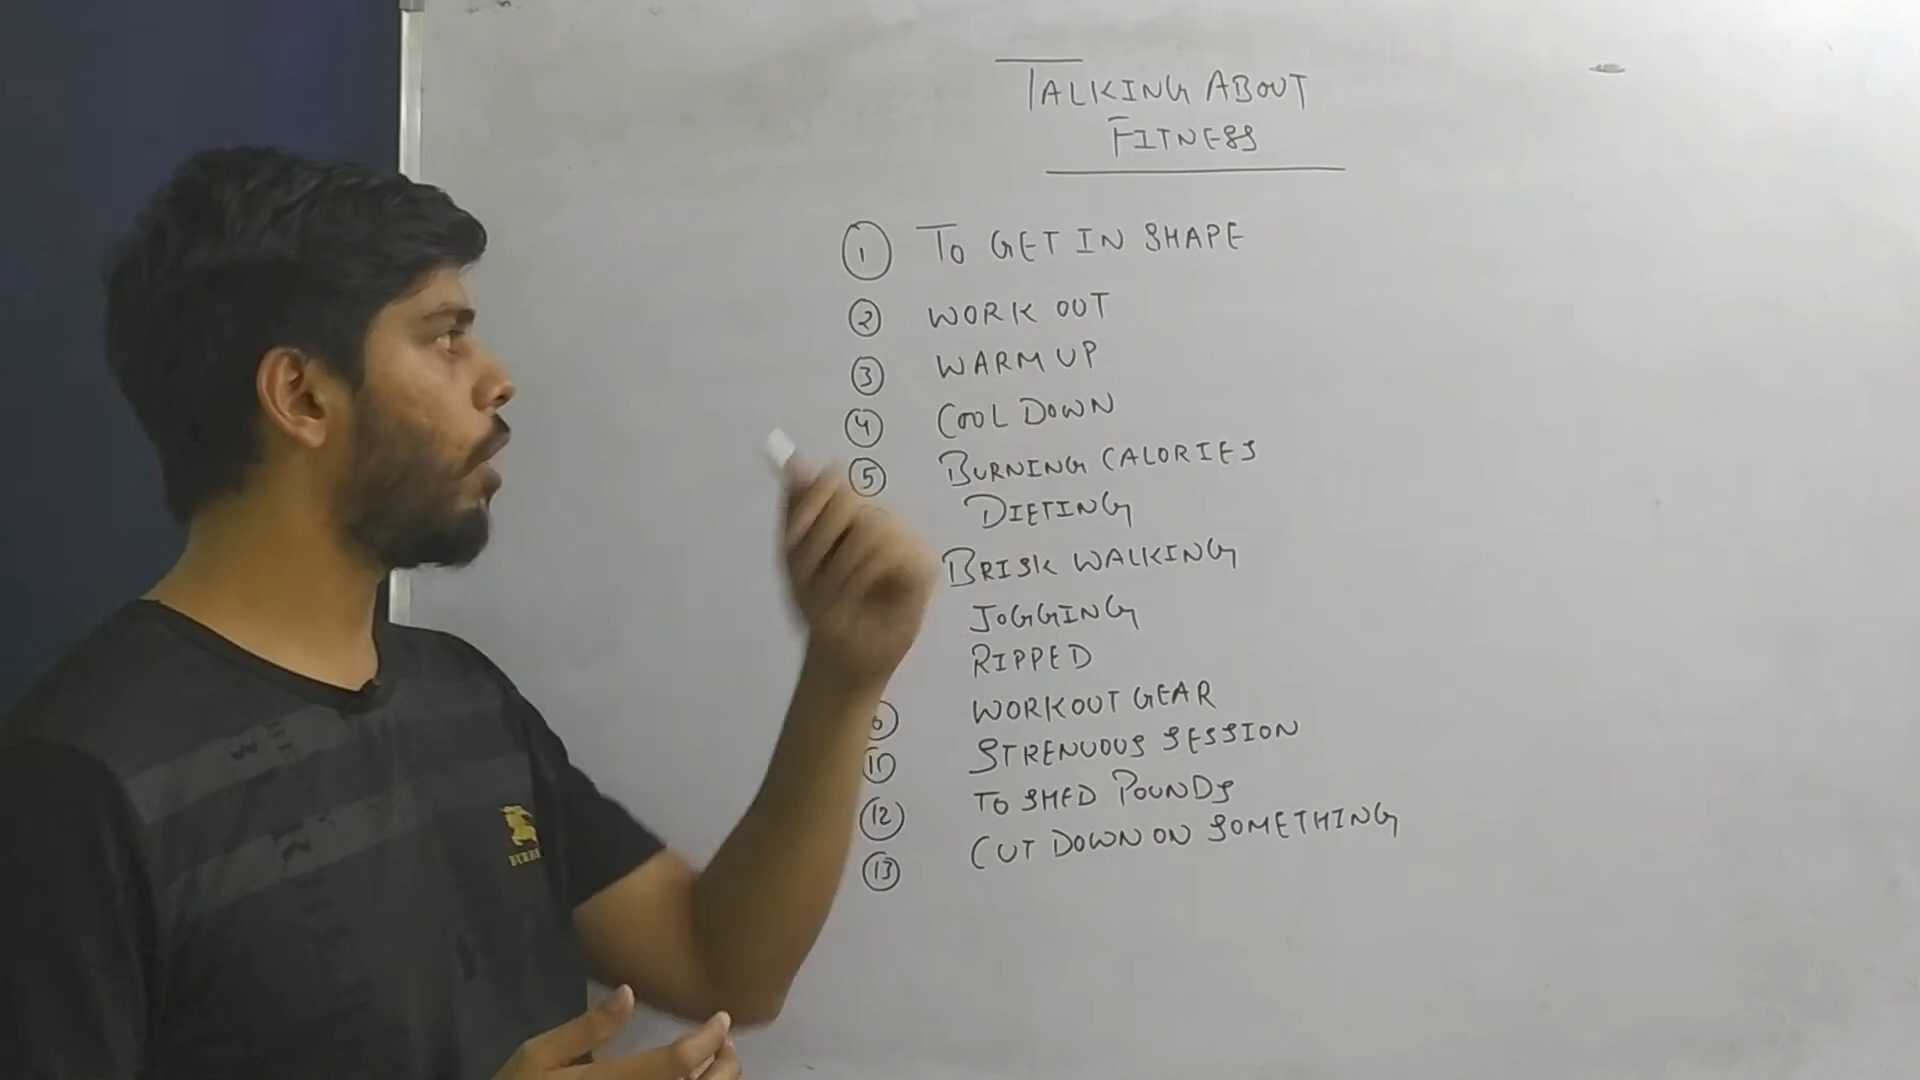 TALKING ABOUT
FITNESS
1 TO GET IN SHAPE
2 WORK OUT
3 WARM UP
4 COOL DOWN
5 BURNING CALORIES
DIETING
BRISK WALKING
JOGGING
RIPPED
WORKOUT GEAR
11 STRENUOUS SESSION
12 TO SHED POUNDS
13 CUT DOWN ON SOMETHING